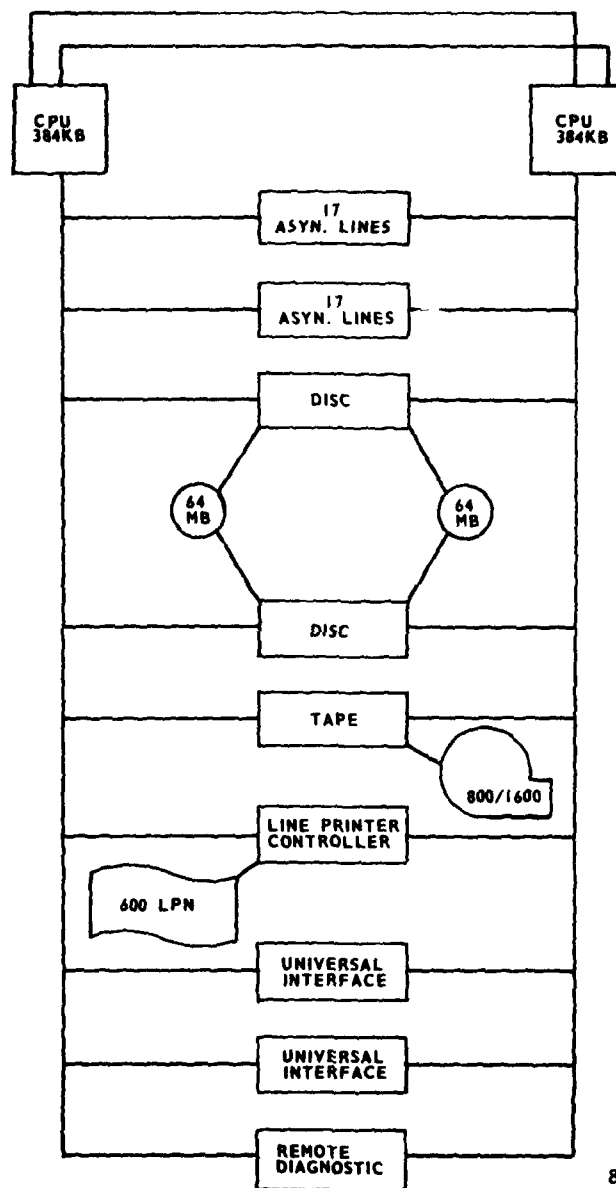 CPU
384KB
CPU
384KB
17
ASYN. LINES
17
ASYN. LINES
DISC
64
MB
64
MB
DISC
TAPE
800/1600
LINE PRINTER
CONTROLLER
600 LPN
UNIVERSAL
INTERFACE
UNIVERSAL
INTERFACE
REMOTE
DIAGNOSTIC
8